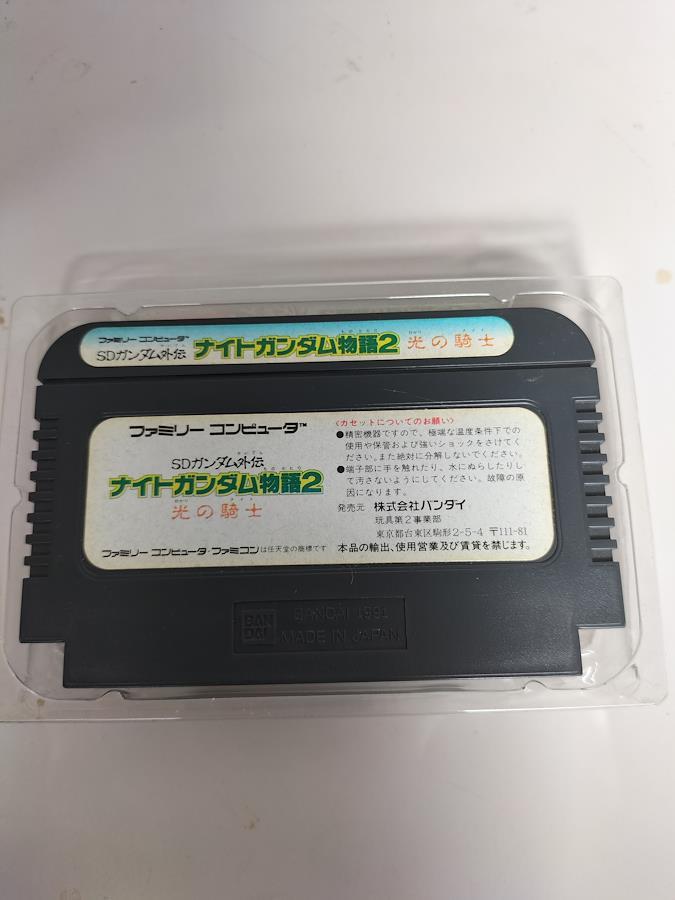 ファミリー コンピュータ
SDガンダム外伝
ナイトガンダム物語2
光の騎士
ファミリー コンピュータ™
SDガンダム外伝
ナイトガンダム物語2
光の騎士
ファミリー コンピュータ・ファミコンは任天堂の商標です
〈カセットについてのお願い〉
●精密機器ですので、極端な温度条件下での
使用や保管および強いショックをさけてく
ださい。また絶対に分解しないでください。
●端子部に手を触れたり、水にぬらしたりし
て汚さないようにしてください。故障の原
因になります。
発売元 株式会社バンダイ
玩具第2事業部
東京都台東区駒形2-5-4 〒111-81
本品の輸出、使用営業及び賃貸を禁じます。
BAN
DAI
BANDAI 1991
MADE IN JAPAN